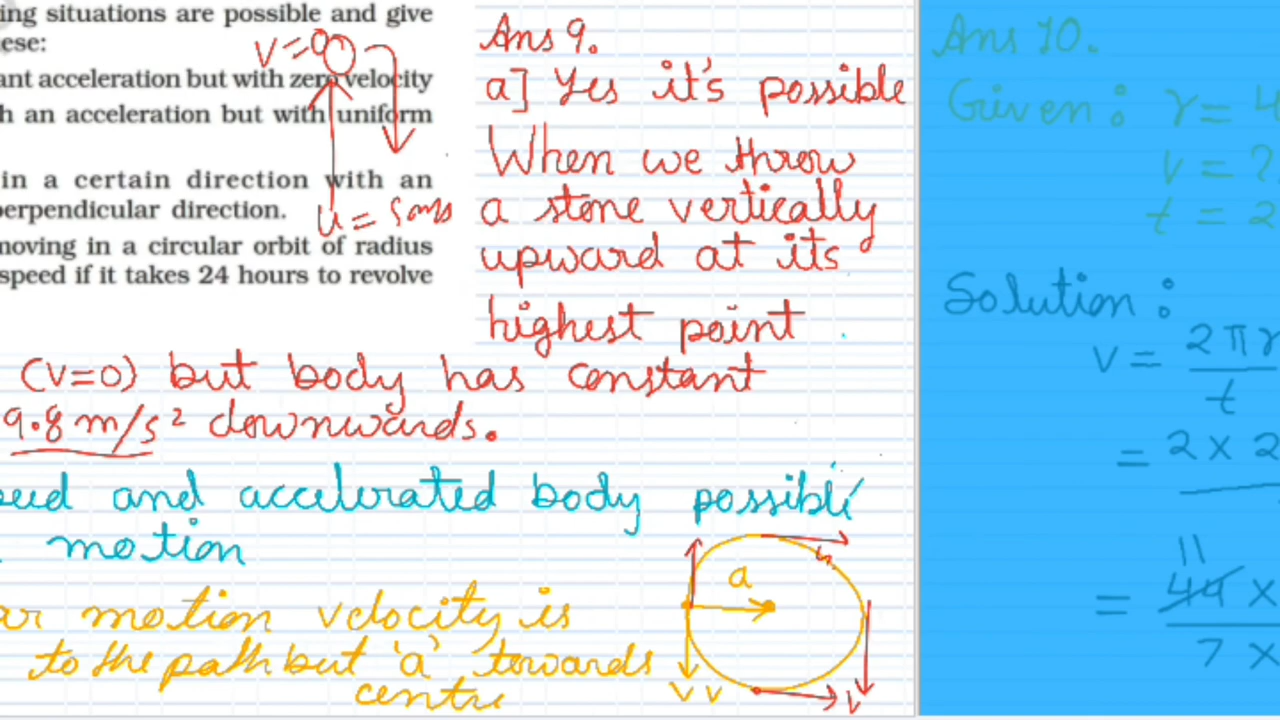 ing situations are possible and give
ese:
ant acceleration but with zero velocity
h an acceleration but with uniform
in a certain direction with an
perpendicular direction.
moving in a circular orbit of radius
speed if it takes 24 hours to revolve
v=0
u = 5m/s
Ans 9.
a] Yes it's possible
When we throw
a stone vertically
upward at its
highest point
(v=0) but body has constant
9.8 m/s² downwards.
peed and accelerated body possible
motion
ar motion velocity is
to the path but 'a' towards
centre
a
v v
v
Ans 10.
Given : r = 4
v = ?
t = 2
Solution :
v = 2πr
t
= 2 × 2
11
= 44 ×
7 ×